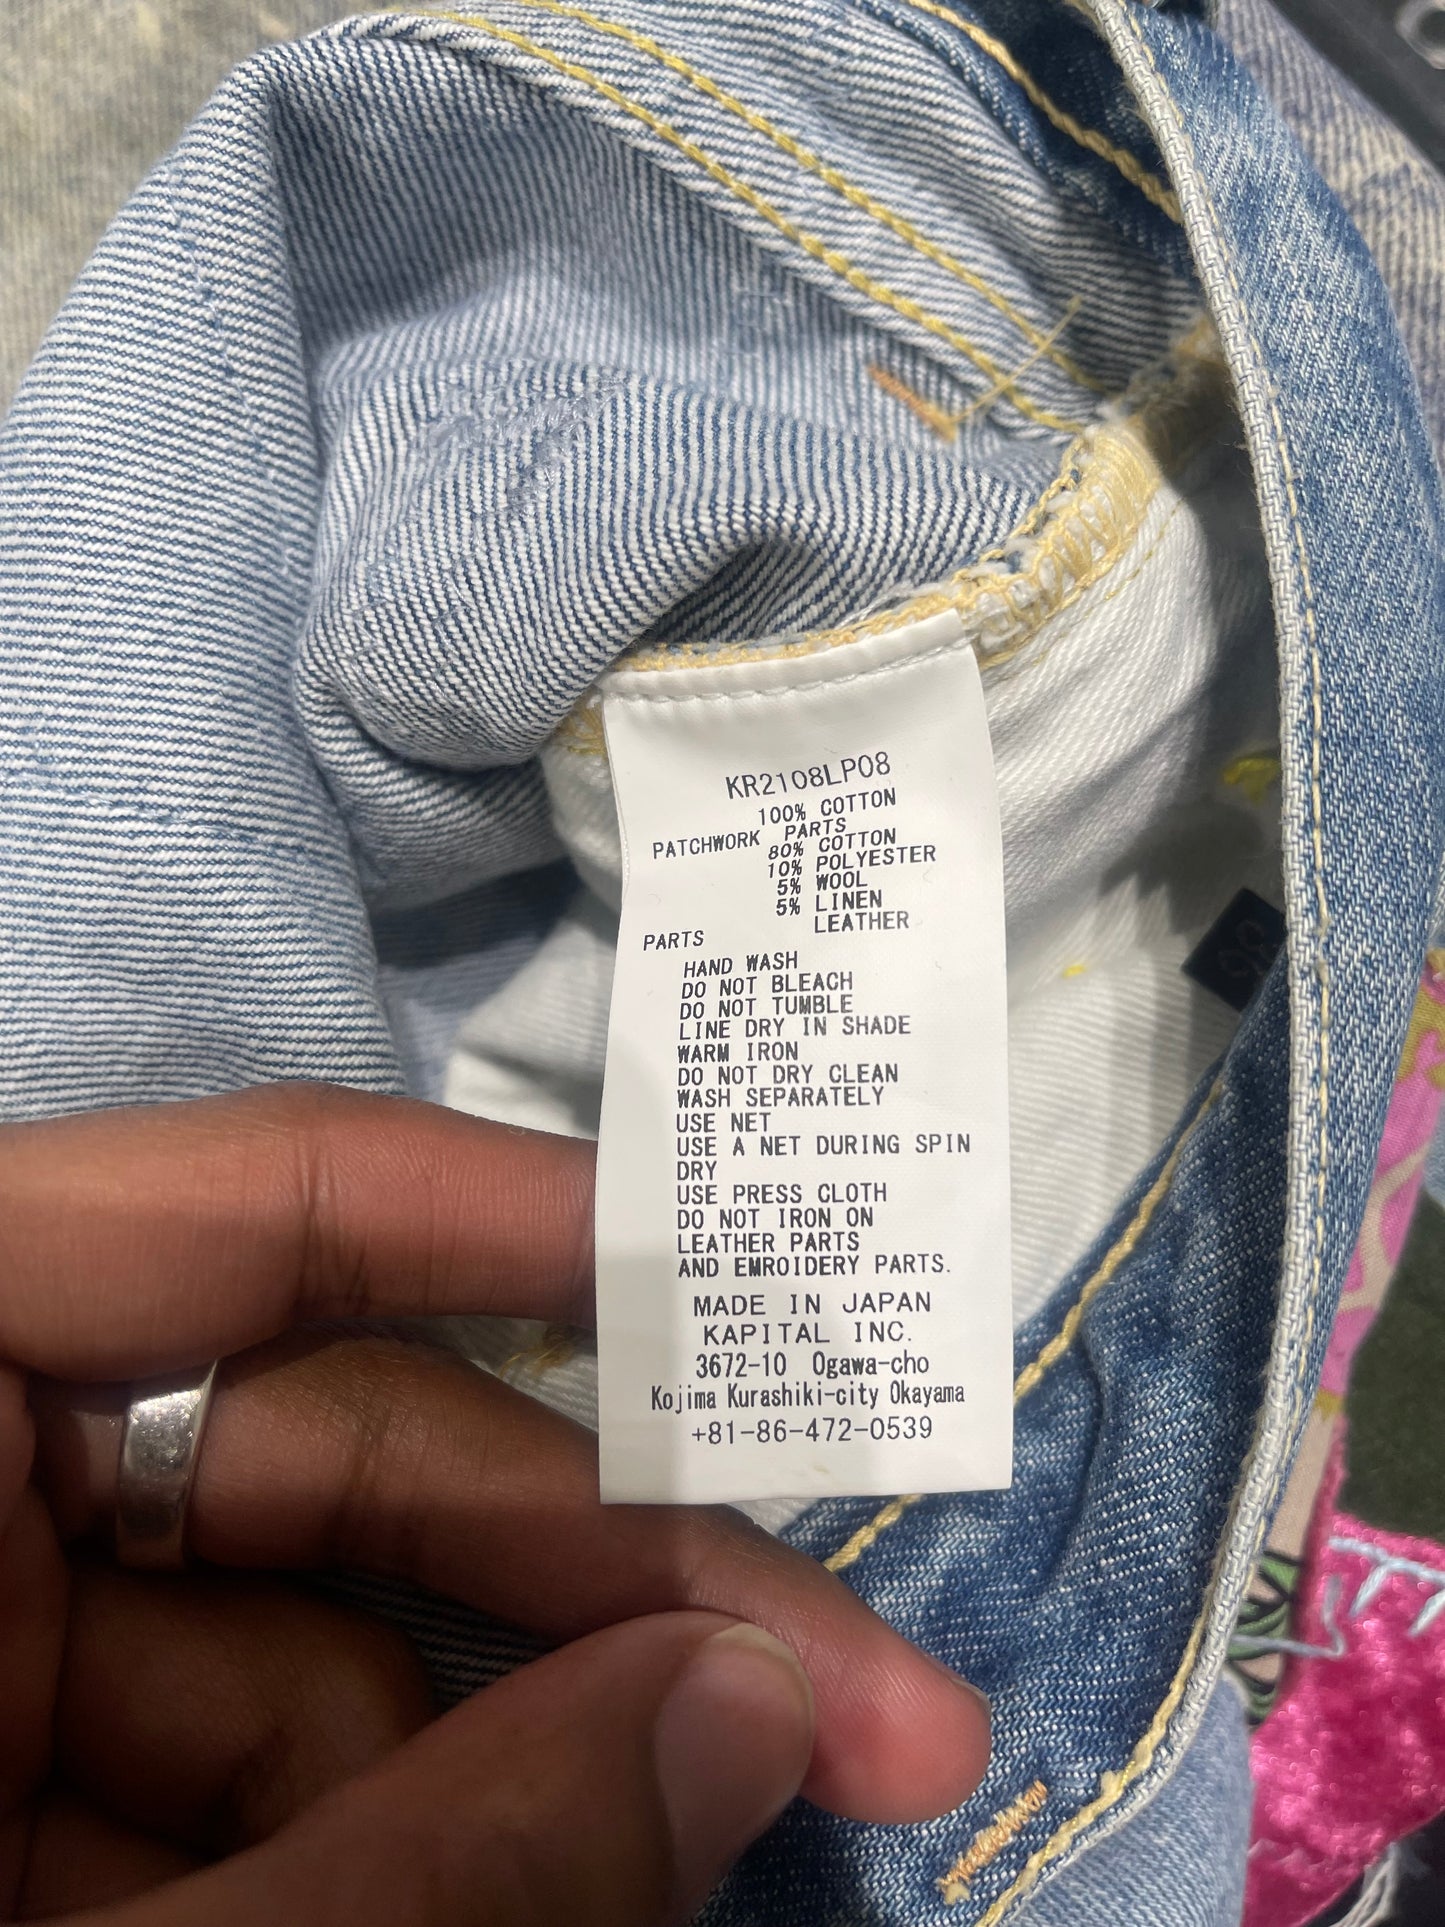 KR2108LP08
100% COTTON
PATCHWORK PARTS
80% COTTON
10% POLYESTER
5% WOOL
5% LINEN
LEATHER
PARTS
HAND WASH
DO NOT BLEACH
DO NOT TUMBLE
LINE DRY IN SHADE
WARM IRON
DO NOT DRY CLEAN
WASH SEPARATELY
USE NET
USE A NET DURING SPIN
DRY
USE PRESS CLOTH
DO NOT IRON ON
LEATHER PARTS
AND EMROIDERY PARTS.
MADE IN JAPAN
KAPITAL INC.
3672-10 Ogawa-cho
Kojima Kurashiki-city Okayama
+81-86-472-0539